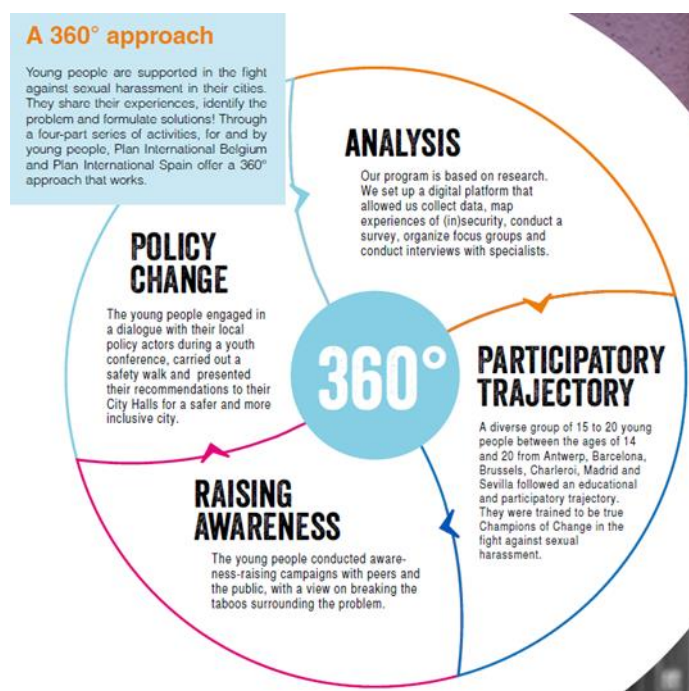 A 360° approach
Young people are supported in the fight
against sexual harassment in their cities.
They share their experiences, identify the
problem and formulate solutions! Through
a four-part series of activities, for and by
young people, Plan International Belgium
and Plan International Spain offer a 360°
approach that works.
ANALYSIS
Our program is based on research.
We set up a digital platform that
allowed us collect data, map
experiences of (in)security, conduct a
survey, organize focus groups and
conduct interviews with specialists.
PARTICIPATORY
TRAJECTORY
A diverse group of 15 to 20 young
people between the ages of 14
and 20 from Antwerp, Barcelona,
Brussels, Charleroi, Madrid and
Sevilla followed an educational
and participatory trajectory.
They were trained to be true
Champions of Change in the
fight against sexual
harassment.
RAISING
AWARENESS
The young people conducted aware-
ness-raising campaigns with peers and
the public, with a view on breaking the
taboos surrounding the problem.
POLICY
CHANGE
The young people engaged in
a dialogue with their local
policy actors during a youth
conference, carried out a
safety walk and presented
their recommendations to their
City Halls for a safer and more
inclusive city.
360°